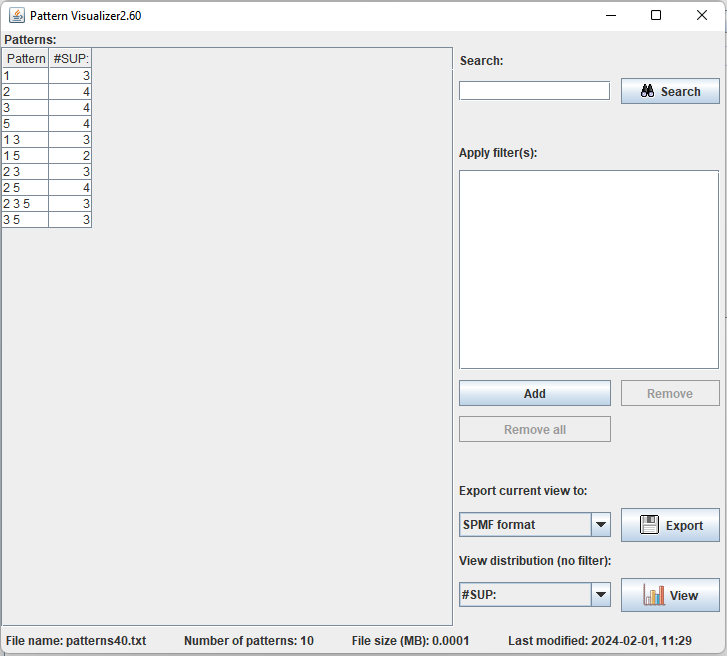 Pattern Visualizer2.60
Patterns:
Pattern #SUP:
1 3
2 4
3 4
5 4
1 3 3
1 5 2
2 3 3
2 5 4
2 3 5 3
3 5 3
Search:
Search
Apply filter(s):
Add Remove
Remove all
Export current view to:
SPMF format Export
View distribution (no filter):
#SUP: View
File name: patterns40.txt Number of patterns: 10 File size (MB): 0.0001 Last modified: 2024-02-01, 11:29